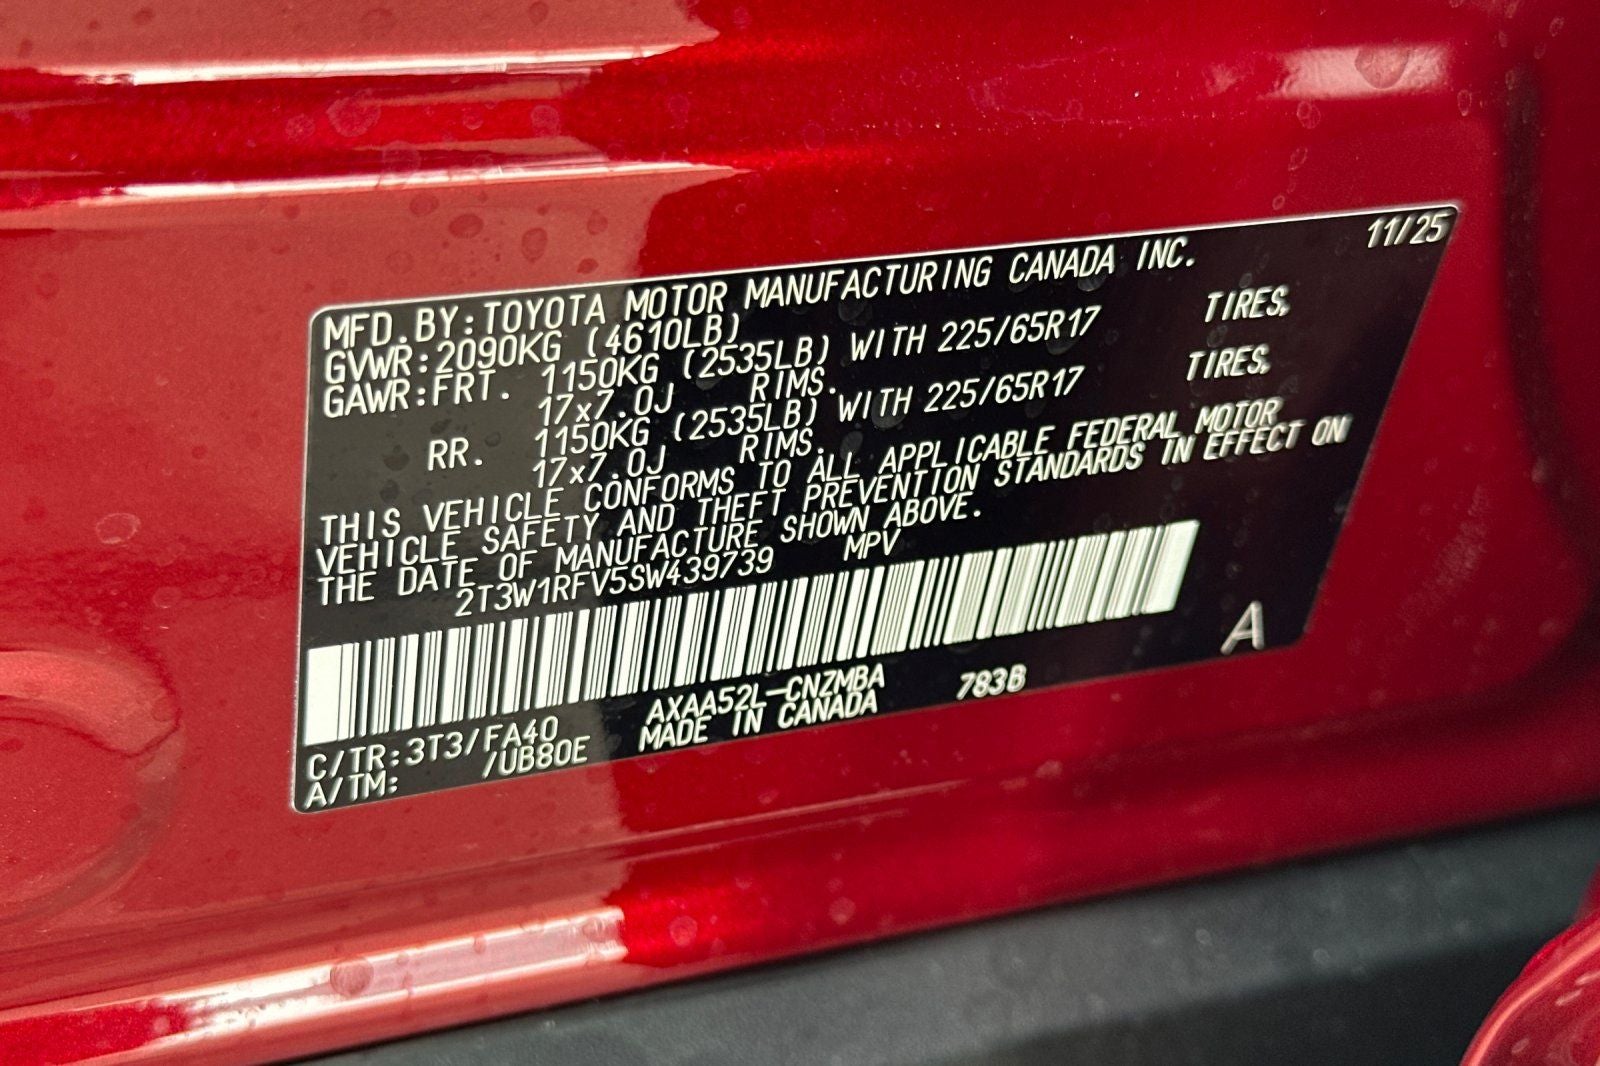 11/25
MFD.BY:TOYOTA MOTOR MANUFACTURING CANADA INC.
GVWR:2090KG (4610LB)
GAWR:FRT. 1150KG (2535LB) WITH 225/65R17 TIRES,
17x7.0J RIMS.
RR. 1150KG (2535LB) WITH 225/65R17 TIRES,
17x7.0J RIMS.
THIS VEHICLE CONFORMS TO ALL APPLICABLE FEDERAL MOTOR
VEHICLE SAFETY AND THEFT PREVENTION STANDARDS IN EFFECT ON
THE DATE OF MANUFACTURE SHOWN ABOVE.
2T3W1RFV5SW439739 MPV
A
C/TR:3T3/FA40 AXAA52L-CNZMBA 783B
A/TM: /UB80E MADE IN CANADA